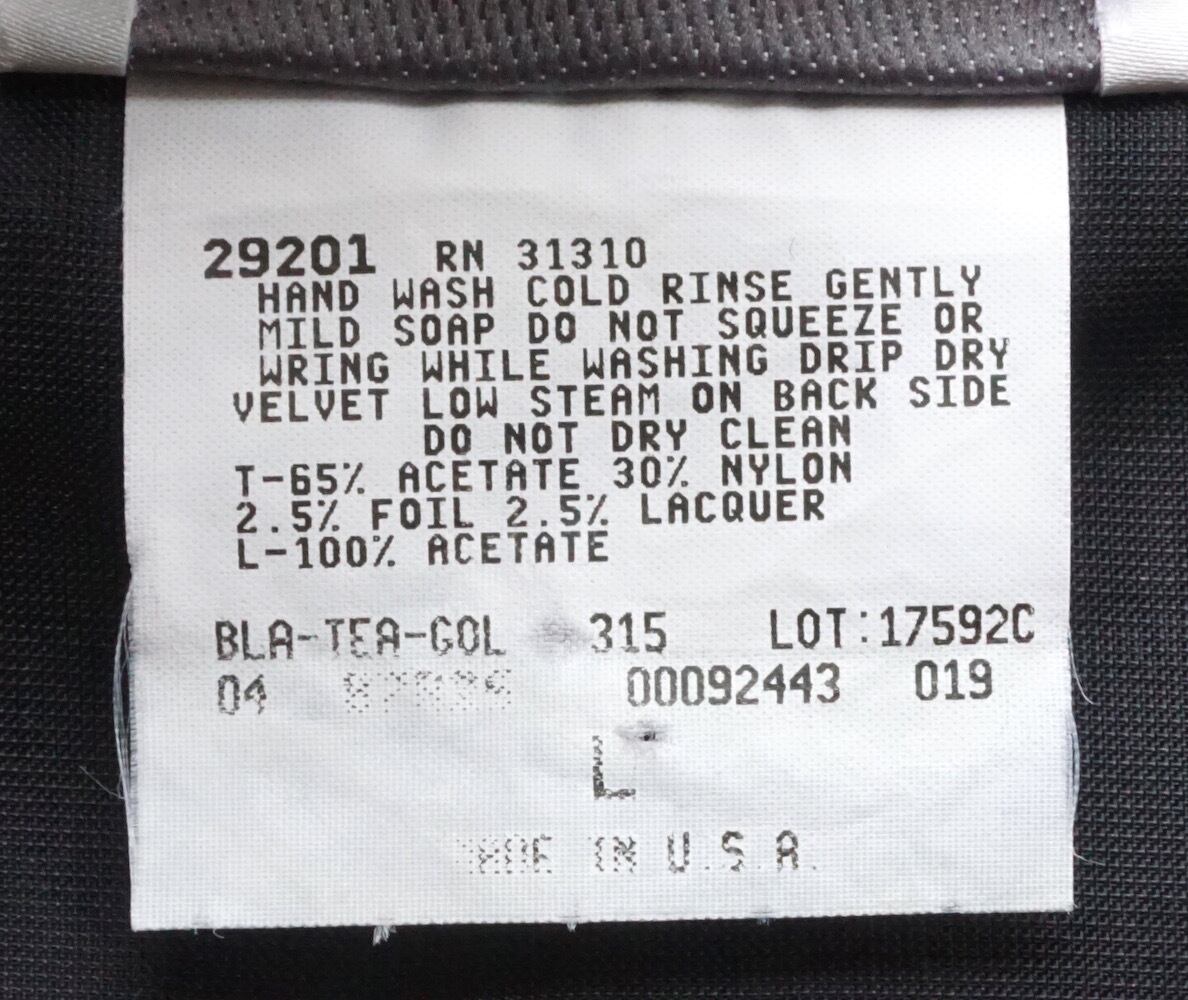 29201 RN 31310
HAND WASH COLD RINSE GENTLY
MILD SOAP DO NOT SQUEEZE OR
WRING WHILE WASHING DRIP DRY
VELVET LOW STEAM ON BACK SIDE
DO NOT DRY CLEAN
T-65% ACETATE 30% NYLON
2.5% FOIL 2.5% LACQUER
L-100% ACETATE
BLA-TEA-GOL 315 LOT:17592C
04 00092443 019
L
MADE IN U.S.A.